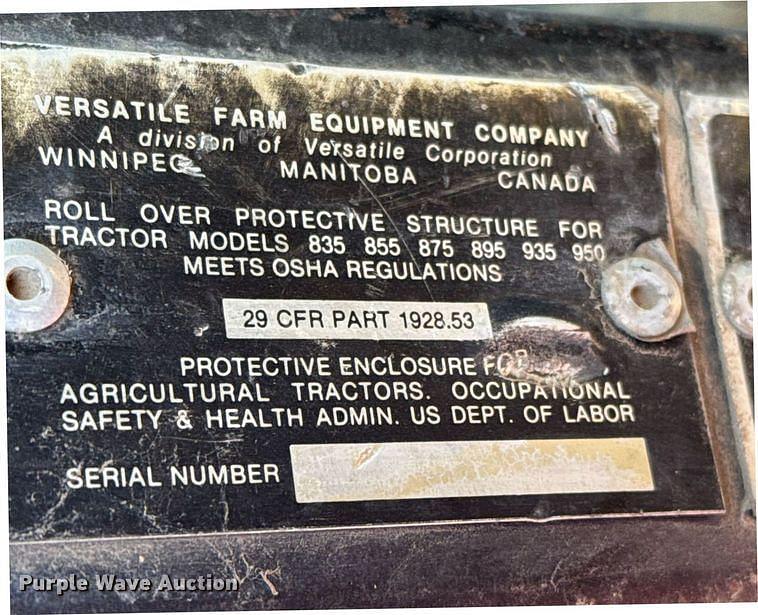 VERSATILE FARM EQUIPMENT COMPANY
A division of Versatile Corporation
WINNIPEG MANITOBA CANADA
ROLL OVER PROTECTIVE STRUCTURE FOR
TRACTOR MODELS 835 855 875 895 935 950
MEETS OSHA REGULATIONS
29 CFR PART 1928.53
PROTECTIVE ENCLOSURE FOR
AGRICULTURAL TRACTORS. OCCUPATIONAL
SAFETY & HEALTH ADMIN. US DEPT. OF LABOR
SERIAL NUMBER
Purple Wave Auction